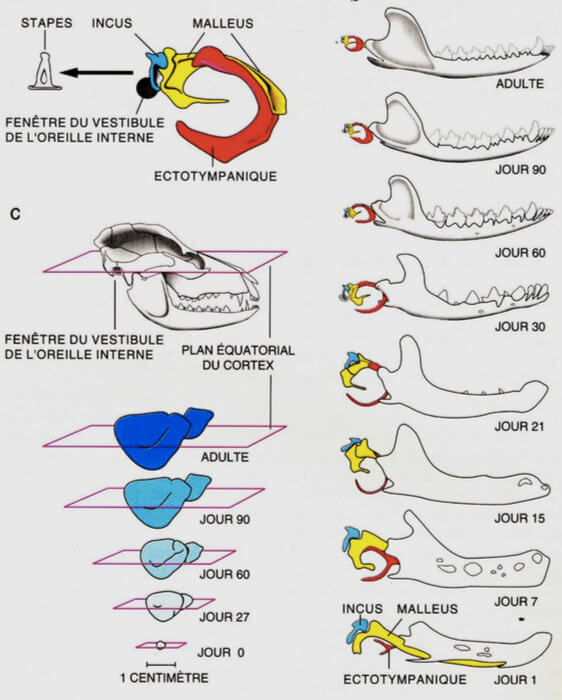 STAPES
INCUS
MALLEUS
FENÊTRE DU VESTIBULE
DE L'OREILLE INTERNE
ECTOTYMPANIQUE
C
FENÊTRE DU VESTIBULE
DE L'OREILLE INTERNE
PLAN ÉQUATORIAL
DU CORTEX
ADULTE
JOUR 90
JOUR 60
JOUR 27
JOUR 0
1 CENTIMÈTRE
ADULTE
JOUR 90
JOUR 60
JOUR 30
JOUR 21
JOUR 15
JOUR 7
INCUS
MALLEUS
ECTOTYMPANIQUE
JOUR 1